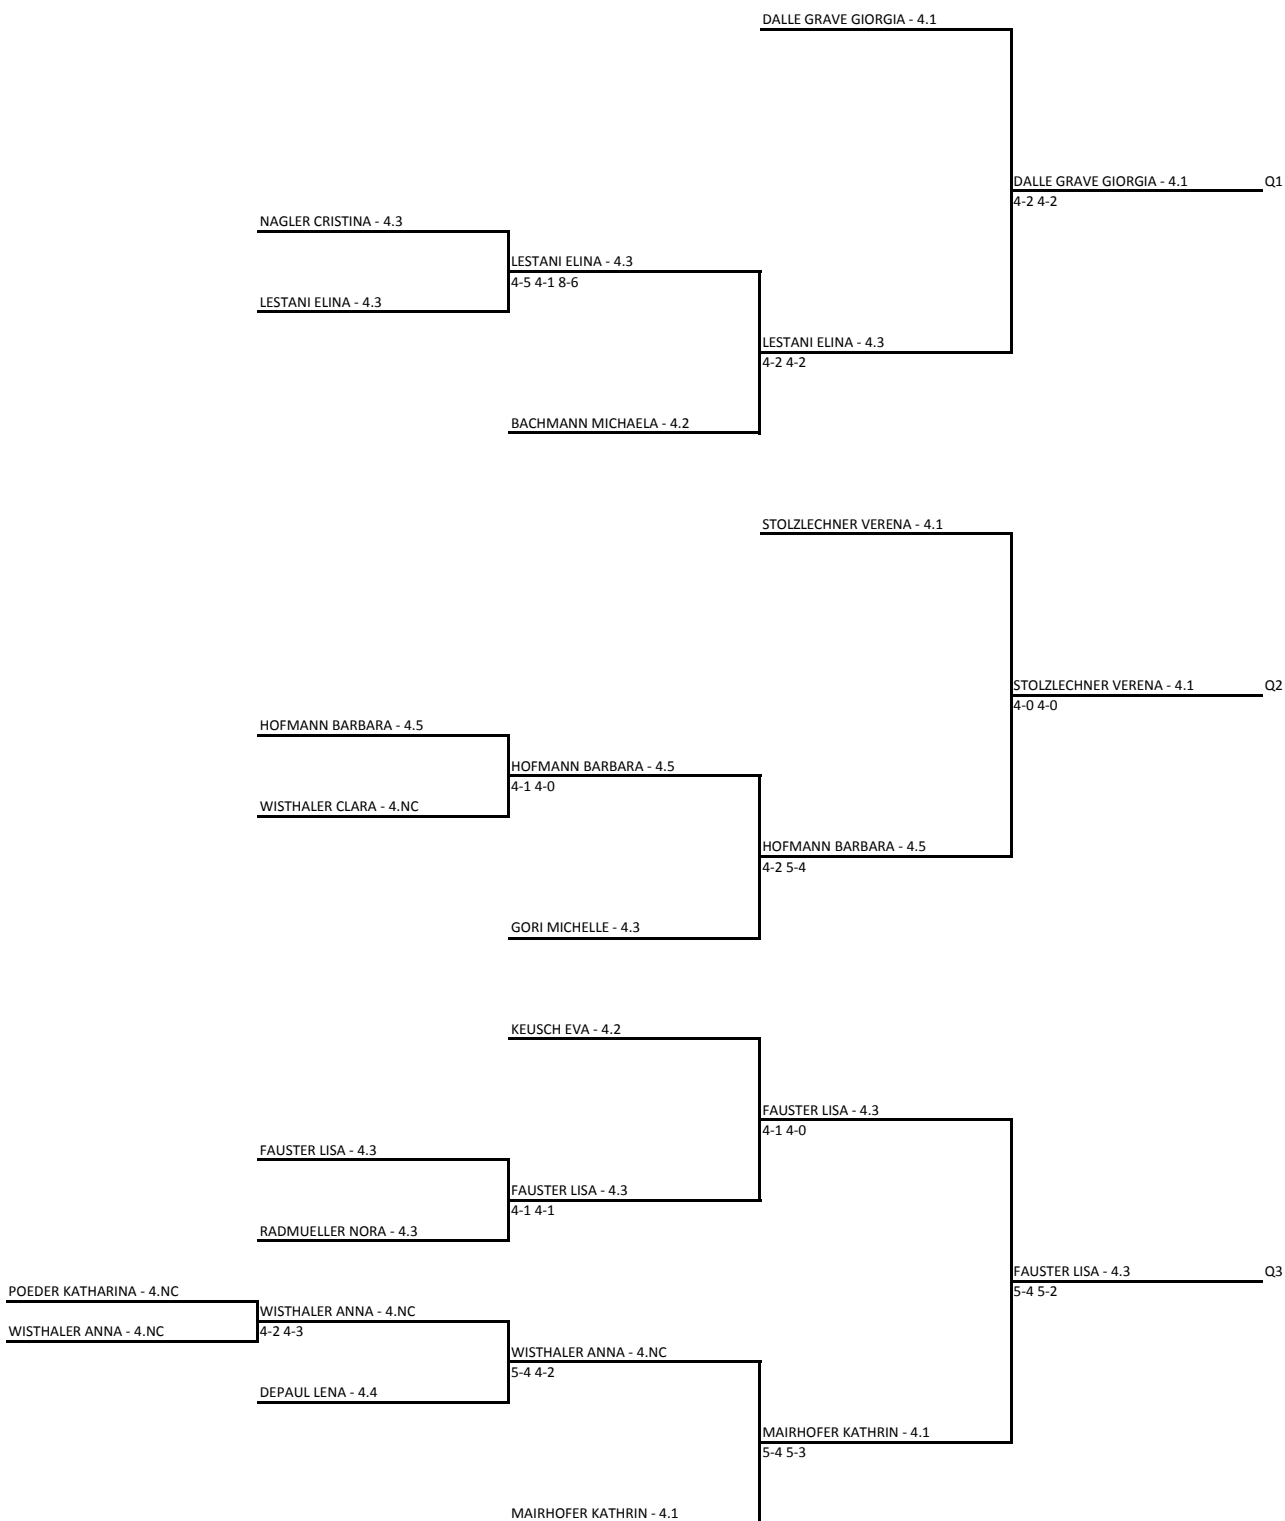 DALLE GRAVE GIORGIA - 4.1
DALLE GRAVE GIORGIA - 4.1
Q1
4-2 4-2
NAGLER CRISTINA - 4.3
LESTANI ELINA - 4.3
4-5 4-1 8-6
LESTANI ELINA - 4.3
LESTANI ELINA - 4.3
4-2 4-2
BACHMANN MICHAELA - 4.2
STOLZLECHNER VERENA - 4.1
STOLZLECHNER VERENA - 4.1
Q2
4-0 4-0
HOFMANN BARBARA - 4.5
HOFMANN BARBARA - 4.5
4-1 4-0
WISTHALER CLARA - 4.NC
HOFMANN BARBARA - 4.5
4-2 5-4
GORI MICHELLE - 4.3
KEUSCH EVA - 4.2
FAUSTER LISA - 4.3
4-1 4-0
FAUSTER LISA - 4.3
FAUSTER LISA - 4.3
4-1 4-1
RADMUELLER NORA - 4.3
FAUSTER LISA - 4.3
Q3
5-4 5-2
POEDER KATHARINA - 4.NC
WISTHALER ANNA - 4.NC
4-2 4-3
WISTHALER ANNA - 4.NC
WISTHALER ANNA - 4.NC
5-4 4-2
DEPAUL LENA - 4.4
MAIRHOFER KATHRIN - 4.1
5-4 5-3
MAIRHOFER KATHRIN - 4.1